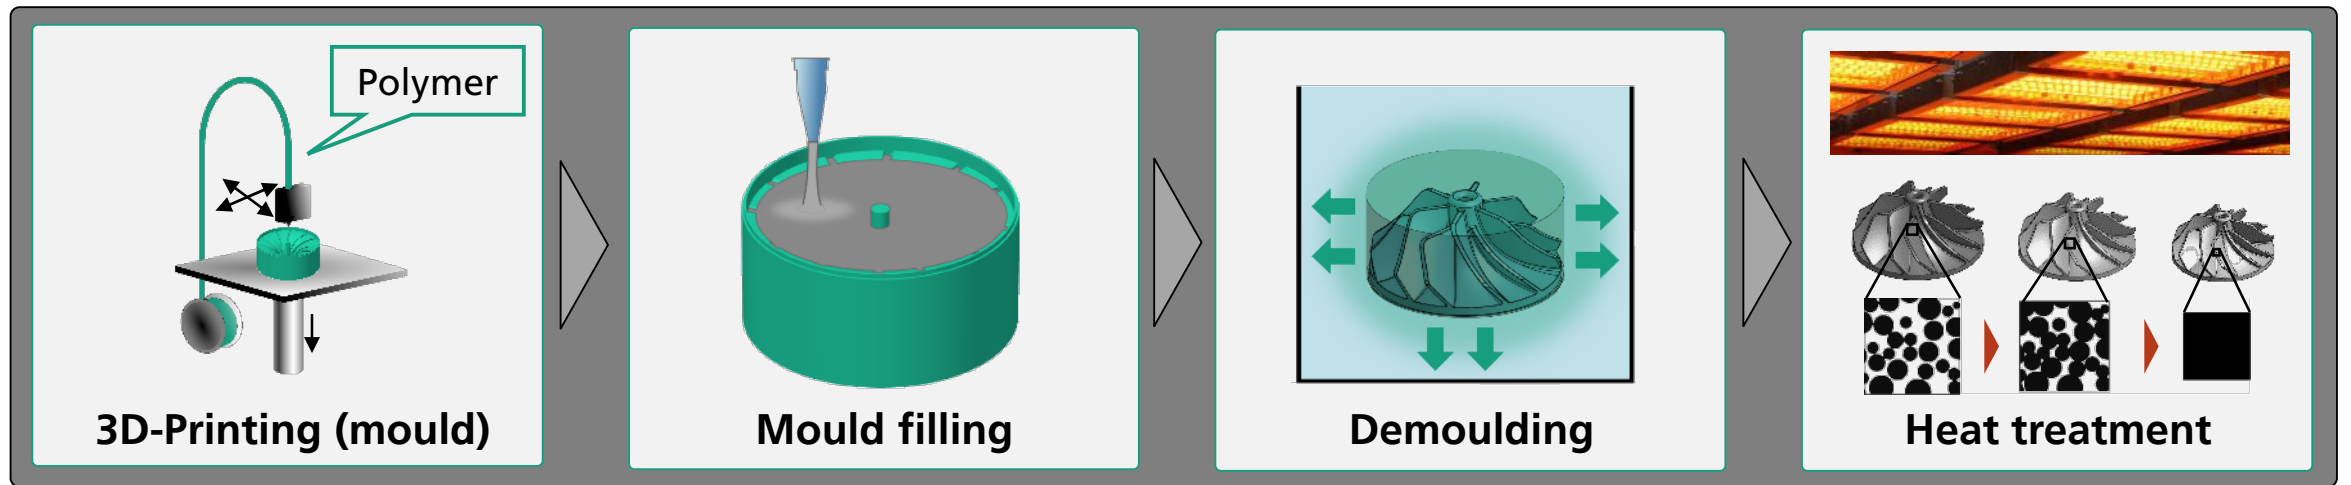 Polymer
3D-Printing (mould)
Mould filling
Demoulding
Heat treatment